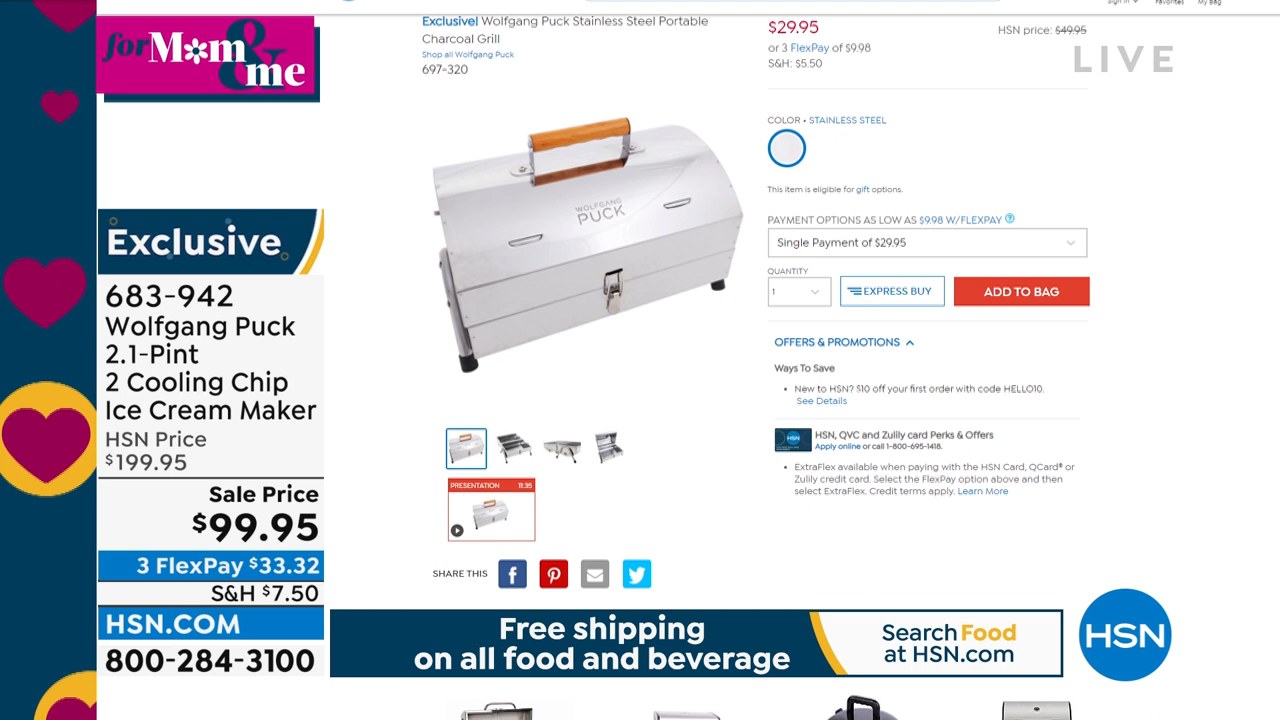 for Mom
& me
Exclusive
683-942
Wolfgang Puck
2.1-Pint
2 Cooling Chip
Ice Cream Maker
HSN Price
$199.95
Sale Price
$99.95
3 FlexPay $33.32
S&H $7.50
HSN.COM
800-284-3100
Sign in
Favorites
My Bag
Exclusive! Wolfgang Puck Stainless Steel Portable
Charcoal Grill
Shop all Wolfgang Puck
697-320
WOLFGANG
PUCK
PRESENTATION 11:35
SHARE THIS
$29.95
HSN price: $49.95
or 3 FlexPay of $9.98
S&H: $5.50
LIVE
COLOR • STAINLESS STEEL
This item is eligible for gift options.
PAYMENT OPTIONS AS LOW AS $9.98 W/FLEXPAY ?
Single Payment of $29.95
QUANTITY
1
EXPRESS BUY
ADD TO BAG
OFFERS & PROMOTIONS
Ways To Save
• New to HSN? $10 off your first order with code HELLO10.
See Details
HSN
HSN, QVC and Zulily card Perks & Offers
Apply online or call 1-800-695-1418.
• ExtraFlex available when paying with the HSN Card, QCard® or
Zulily credit card. Select the FlexPay option above and then
select ExtraFlex. Credit terms apply. Learn More
Free shipping
on all food and beverage
Search Food
at HSN.com
HSN